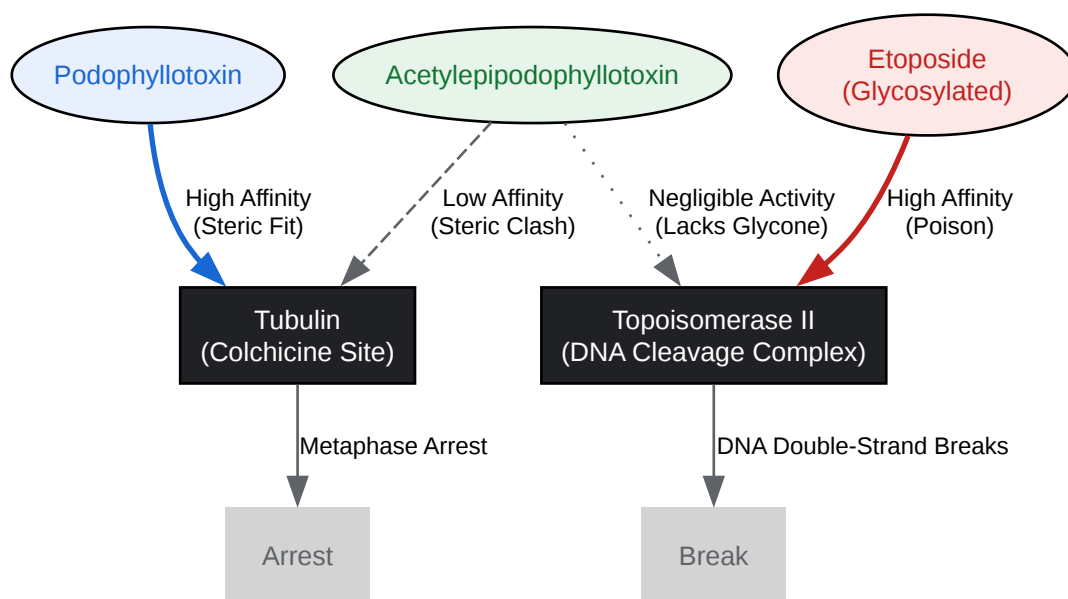 Podophyllotoxin
Acetylepipodophyllotoxin
Etoposide
(Glycosylated)
High Affinity
(Steric Fit)
Low Affinity
(Steric Clash)
Negligible Activity
(Lacks Glycone)
High Affinity
(Poison)
Tubulin
(Colchicine Site)
Topoisomerase II
(DNA Cleavage Complex)
Metaphase Arrest
DNA Double-Strand Breaks
Arrest
Break